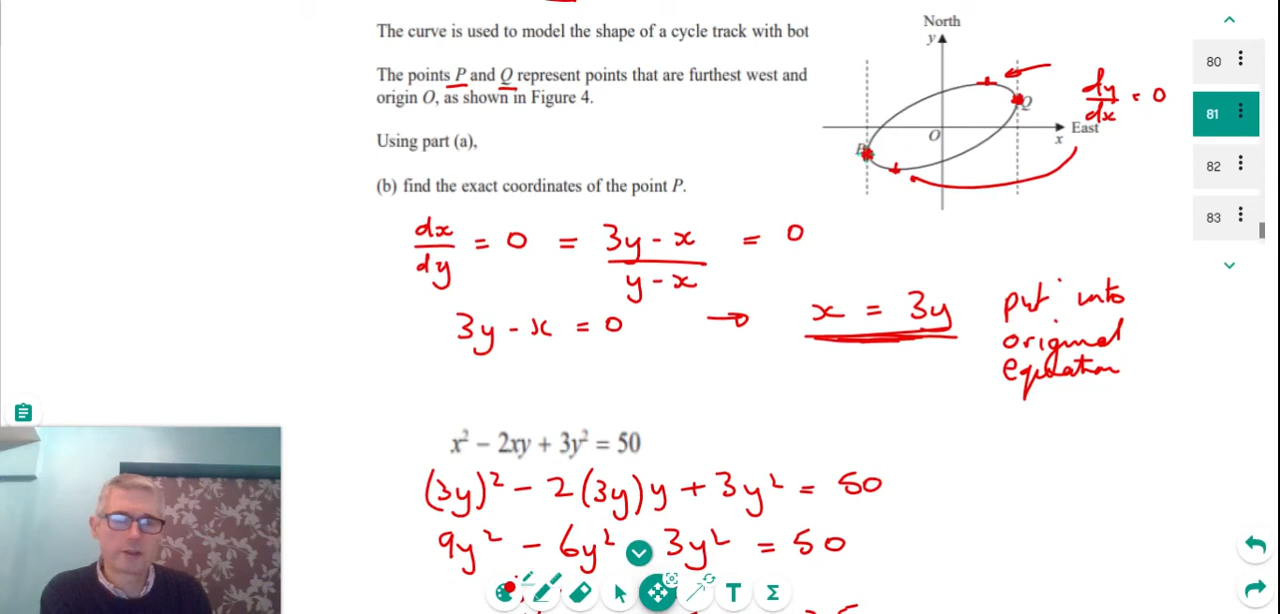 The curve is used to model the shape of a cycle track with bot
The points P and Q represent points that are furthest west and
origin O, as shown in Figure 4.
Using part (a),
(b) find the exact coordinates of the point P.
North
y
O
P
Q
East
x
dy/dx = 0
dx/dy = 0 = (3y - x)/(y - x) = 0
3y - x = 0 → x = 3y
put into
original
equation
x² - 2xy + 3y² = 50
(3y)² - 2(3y)y + 3y² = 50
9y² - 6y² 3y² = 50
80
81
82
83
T
Σ